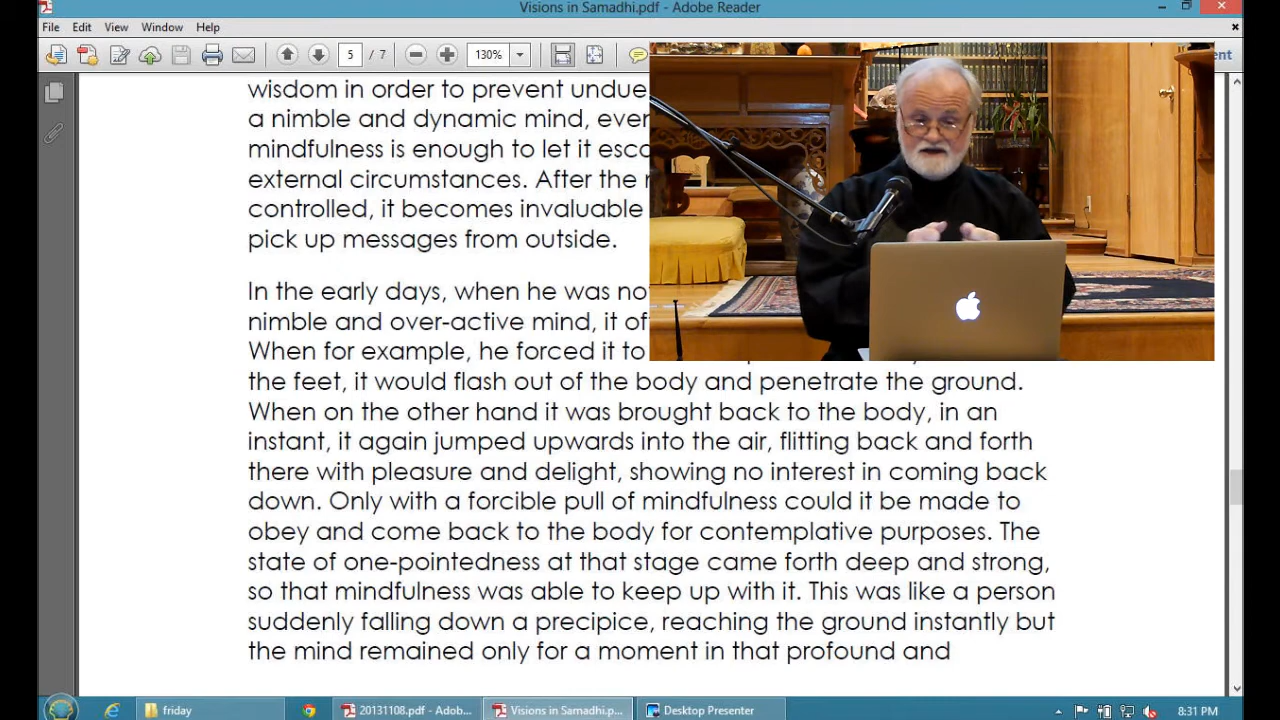 Visions in Samadhi.pdf - Adobe Reader
File Edit View Window Help
5 / 7 130%
wisdom in order to prevent undue
a nimble and dynamic mind, even
mindfulness is enough to let it
external circumstances. After the
controlled, it becomes invaluable
pick up messages from outside.
In the early days, when he was
nimble and over-active mind, it
When for example, he forced it to
the feet, it would flash out of the body and penetrate the ground.
When on the other hand it was brought back to the body, in an
instant, it again jumped upwards into the air, flitting back and forth
there with pleasure and delight, showing no interest in coming back
down. Only with a forcible pull of mindfulness could it be made to
obey and come back to the body for contemplative purposes. The
state of one-pointedness at that stage came forth deep and strong,
so that mindfulness was able to keep up with it. This was like a person
suddenly falling down a precipice, reaching the ground instantly but
the mind remained only for a moment in that profound and
friday 20131108.pdf - Adob... Visions in Samadhi.p... Desktop Presenter 8:31 PM